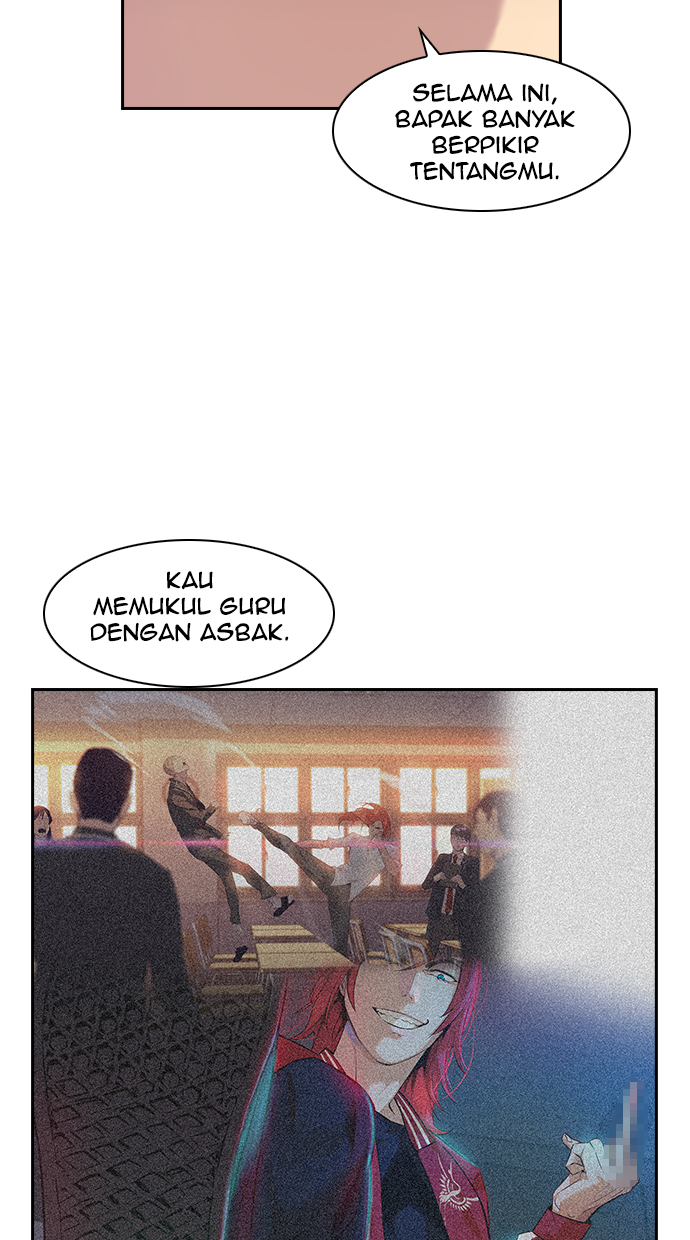 SELAMA INI,
BAPAK BANYAK
BERPIKIR
TENTANGMU.
KAU
MEMUKUL GURU
DENGAN ASBAK.